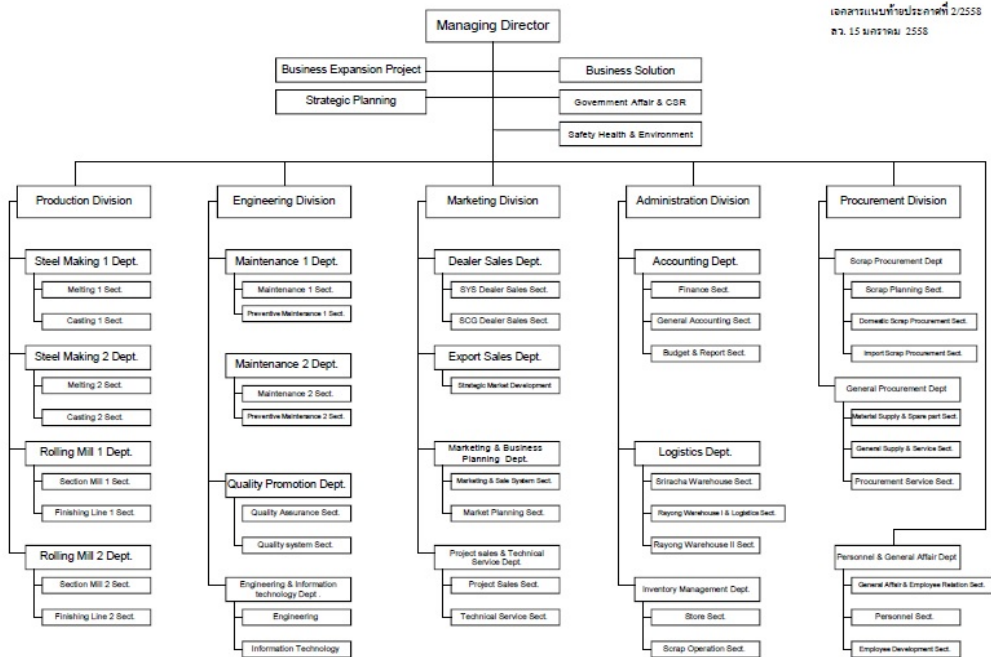 เอกสารแนบท้ายประกาศที่ 2/2558
ลว. 15 มกราคม 2558
Managing Director
Business Expansion Project
Business Solution
Strategic Planning
Government Affair & CSR
Safety Health & Environment
Production Division
Steel Making 1 Dept.
Melting 1 Sect.
Casting 1 Sect.
Steel Making 2 Dept.
Melting 2 Sect.
Casting 2 Sect.
Rolling Mill 1 Dept.
Section Mill 1 Sect.
Finishing Line 1 Sect.
Rolling Mill 2 Dept.
Section Mill 2 Sect.
Finishing Line 2 Sect.
Engineering Division
Maintenance 1 Dept.
Maintenance 1 Sect.
Preventive Maintenance 1 Sect.
Maintenance 2 Dept.
Maintenance 2 Sect.
Preventive Maintenance 2 Sect.
Quality Promotion Dept.
Quality Assurance Sect.
Quality system Sect.
Engineering & Information
technology Dept .
Engineering
Information Technology
Marketing Division
Dealer Sales Dept.
SYS Dealer Sales Sect.
SCG Dealer Sales Sect.
Export Sales Dept.
Strategic Market Development
Marketing & Business
Planning Dept.
Marketing & Sale System Sect.
Market Planning Sect.
Project sales & Technical
Service Dept.
Project Sales Sect.
Technical Service Sect.
Administration Division
Accounting Dept.
Finance Sect.
General Accounting Sect.
Budget & Report Sect.
Logistics Dept.
Sriracha Warehouse Sect.
Rayong Warehouse I & Logistics Sect.
Rayong Warehouse II Sect.
Inventory Management Dept.
Store Sect.
Scrap Operation Sect.
Procurement Division
Scrap Procurement Dept
Scrap Planning Sect.
Domestic Scrap Procurement Sect.
Import Scrap Procurement Sect.
General Procurement Dept
Material Supply & Spare part Sect.
General Supply & Service Sect.
Procurement Service Sect.
Personnel & General Affair Dept
General Affair & Employee Relation Sect.
Personnel Sect.
Employee Development Sect.